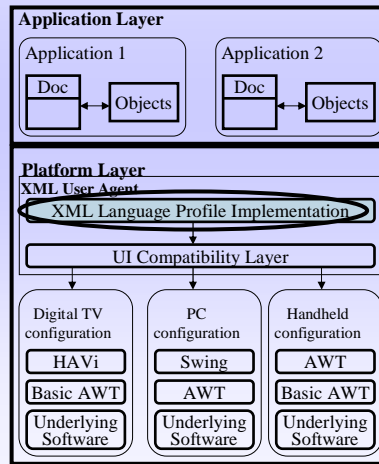 Application Layer
Application 1
Application 2
Doc
Objects
Doc
Objects
Platform Layer
XML User Agent
XML Language Profile Implementation
UI Compatibility Layer
Digital TV
configuration
PC
configuration
Handheld
configuration
HAVi
Swing
AWT
Basic AWT
AWT
Basic AWT
Underlying
Software
Underlying
Software
Underlying
Software